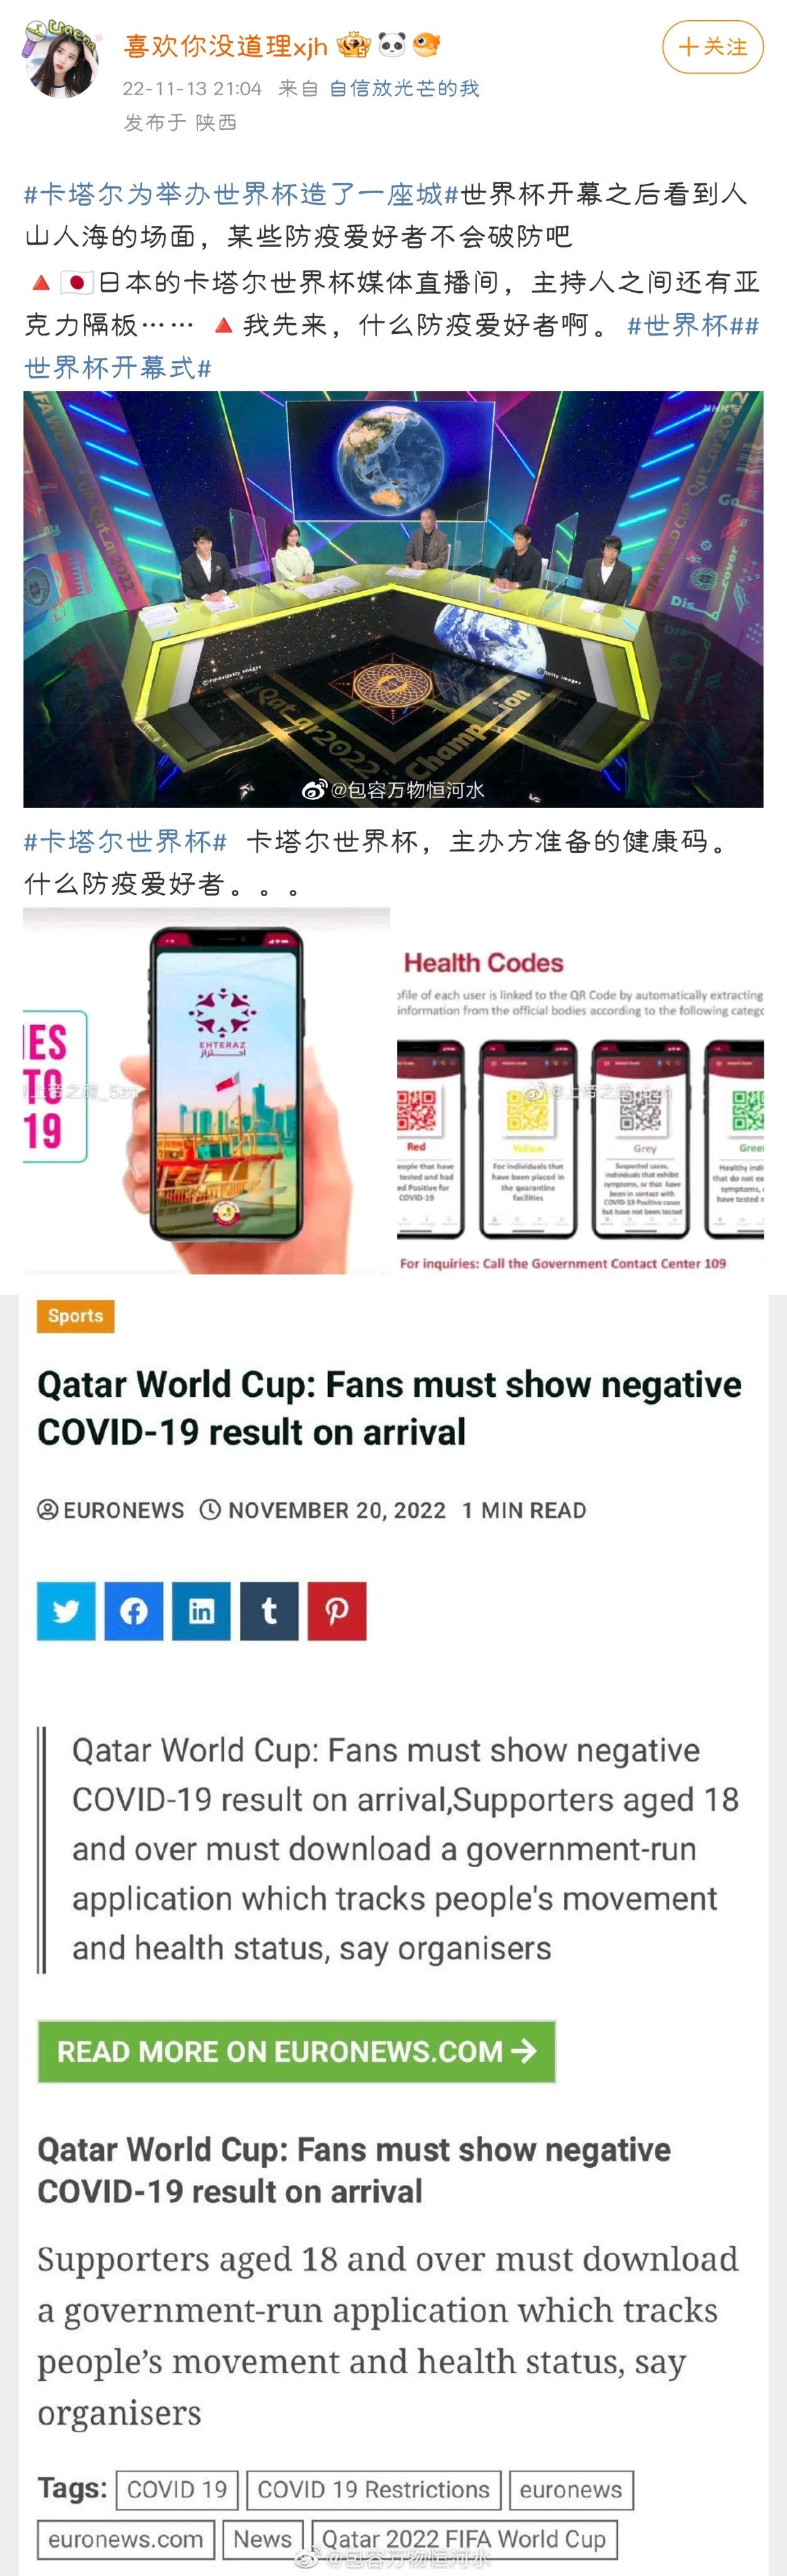 喜欢你没道理xjh
+关注
22-11-13 21:04 来自 自信放光芒的我
发布于 陕西
#卡塔尔为举办世界杯造了一座城#世界杯开幕之后看到人
山人海的场面，某些防疫爱好者不会破防吧
🔺🇯🇵日本的卡塔尔世界杯媒体直播间，主持人之间还有亚
克力隔板…… 🔺我先来，什么防疫爱好者啊。 #世界杯##
世界杯开幕式#
Qatar2022
Go
Dis
cover
Qatar2022
Champ
ion
@包容万物恒河水
#卡塔尔世界杯# 卡塔尔世界杯，主办方准备的健康码。
什么防疫爱好者。。。
IES
TO
19
EHTERAZ
احتراز
Health Codes
ofile of each user is linked to the QR Code by automatically extracting
information from the official bodies according to the following catego
Red
eople that have
tested and had
ed Positive for
COVID-19
Yellow
For individuals that
have been placed in
the quarantine
facilities
Grey
Suspected cases,
individuals that exhibit
symptoms, or that have
been in contact with
COVID-19 Positive cases
but have not been tested
Gree
Healthy indi
that do not ex
symptoms,
have tested n
For inquiries: Call the Government Contact Center 109
Sports
Qatar World Cup: Fans must show negative
COVID-19 result on arrival
EURONEWS NOVEMBER 20, 2022 1 MIN READ
Qatar World Cup: Fans must show negative
COVID-19 result on arrival,Supporters aged 18
and over must download a government-run
application which tracks people's movement
and health status, say organisers
READ MORE ON EURONEWS.COM →
Qatar World Cup: Fans must show negative
COVID-19 result on arrival
Supporters aged 18 and over must download
a government-run application which tracks
people’s movement and health status, say
organisers
Tags: COVID 19 COVID 19 Restrictions euronews
euronews.com News Qatar 2022 FIFA World Cup
@包容万物恒河水